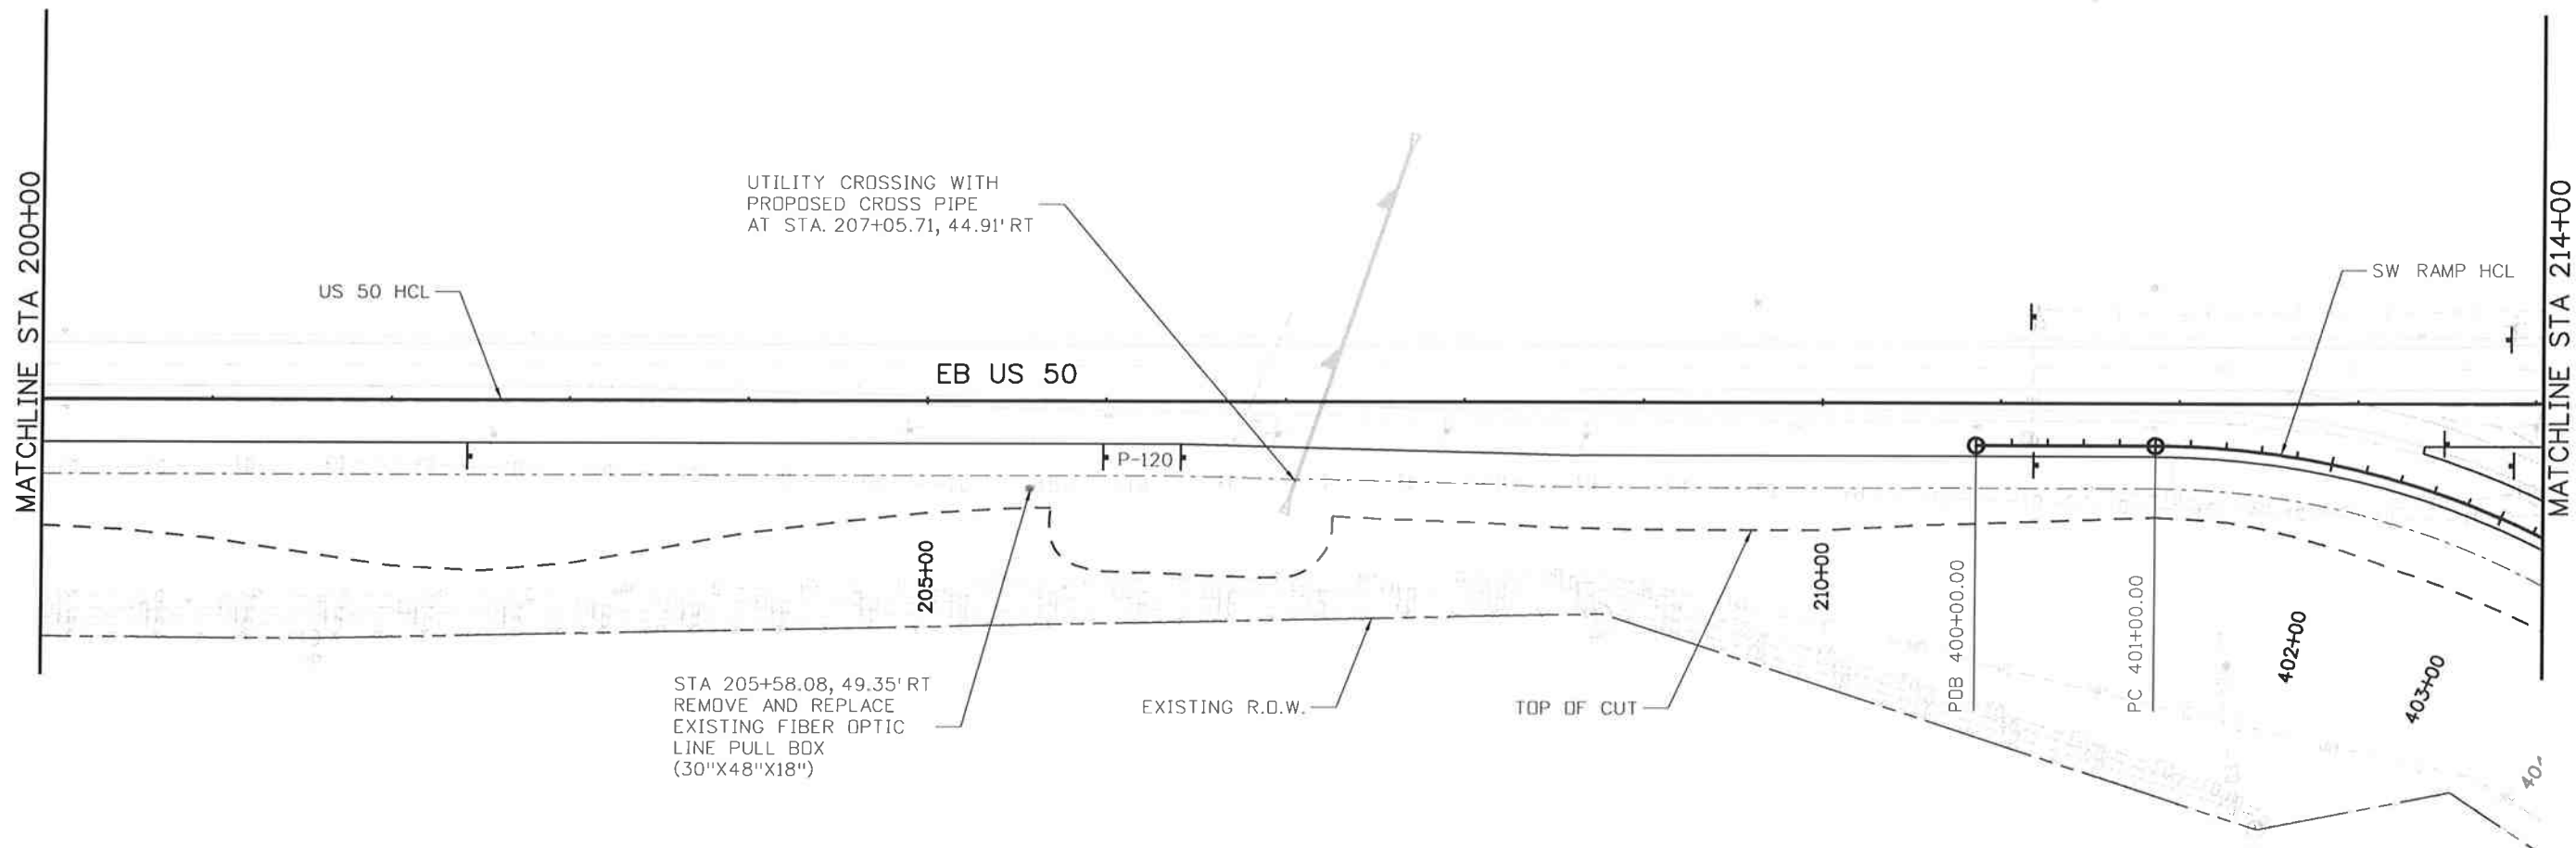 MATCHLINE STA 200+00
UTILITY CROSSING WITH
PROPOSED CROSS PIPE
AT STA. 207+05.71, 44.91' RT
US 50 HCL
EB US 50
SW RAMP HCL
MATCHLINE STA 214+00
P-120
205+00
210+00
POB 400+00.00
PC 401+00.00
402+00
403+00
STA 205+58.08, 49.35' RT
REMOVE AND REPLACE
EXISTING FIBER OPTIC
LINE PULL BOX
(30"X48"X18")
EXISTING R.O.W.
TOP OF CUT